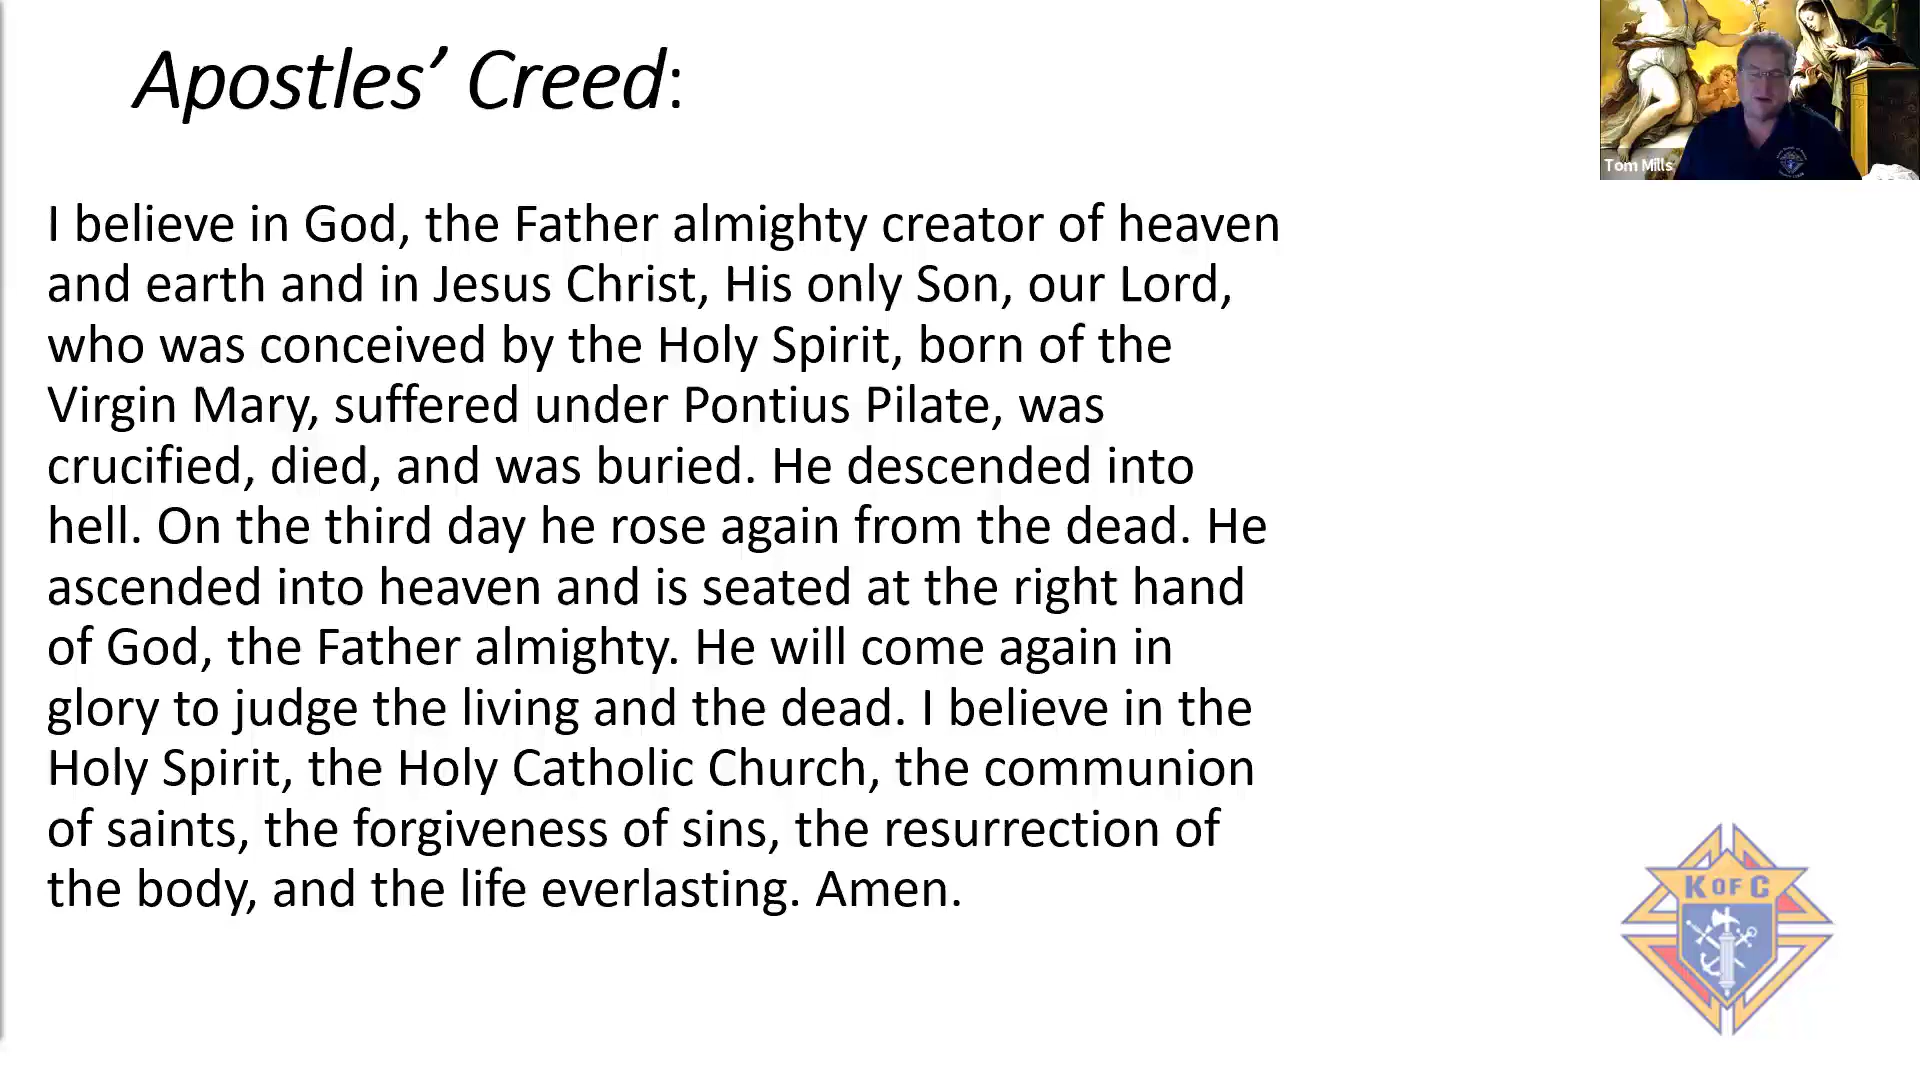 Apostles’ Creed:
Tom Mills
I believe in God, the Father almighty creator of heaven
and earth and in Jesus Christ, His only Son, our Lord,
who was conceived by the Holy Spirit, born of the
Virgin Mary, suffered under Pontius Pilate, was
crucified, died, and was buried. He descended into
hell. On the third day he rose again from the dead. He
ascended into heaven and is seated at the right hand
of God, the Father almighty. He will come again in
glory to judge the living and the dead. I believe in the
Holy Spirit, the Holy Catholic Church, the communion
of saints, the forgiveness of sins, the resurrection of
the body, and the life everlasting. Amen.
K OF C